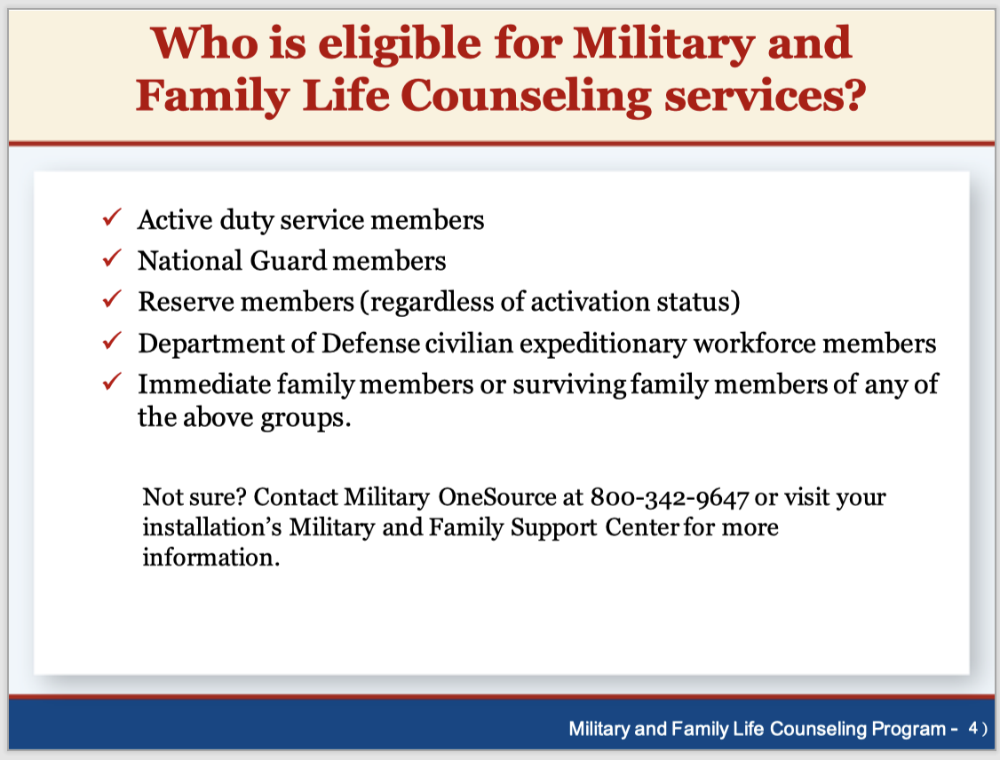 Who is eligible for Military and
Family Life Counseling services?
✓ Active duty service members
✓ National Guard members
✓ Reserve members (regardless of activation status)
✓ Department of Defense civilian expeditionary workforce members
✓ Immediate family members or surviving family members of any of
the above groups.
Not sure? Contact Military OneSource at 800-342-9647 or visit your
installation’s Military and Family Support Center for more
information.
Military and Family Life Counseling Program - 4 )